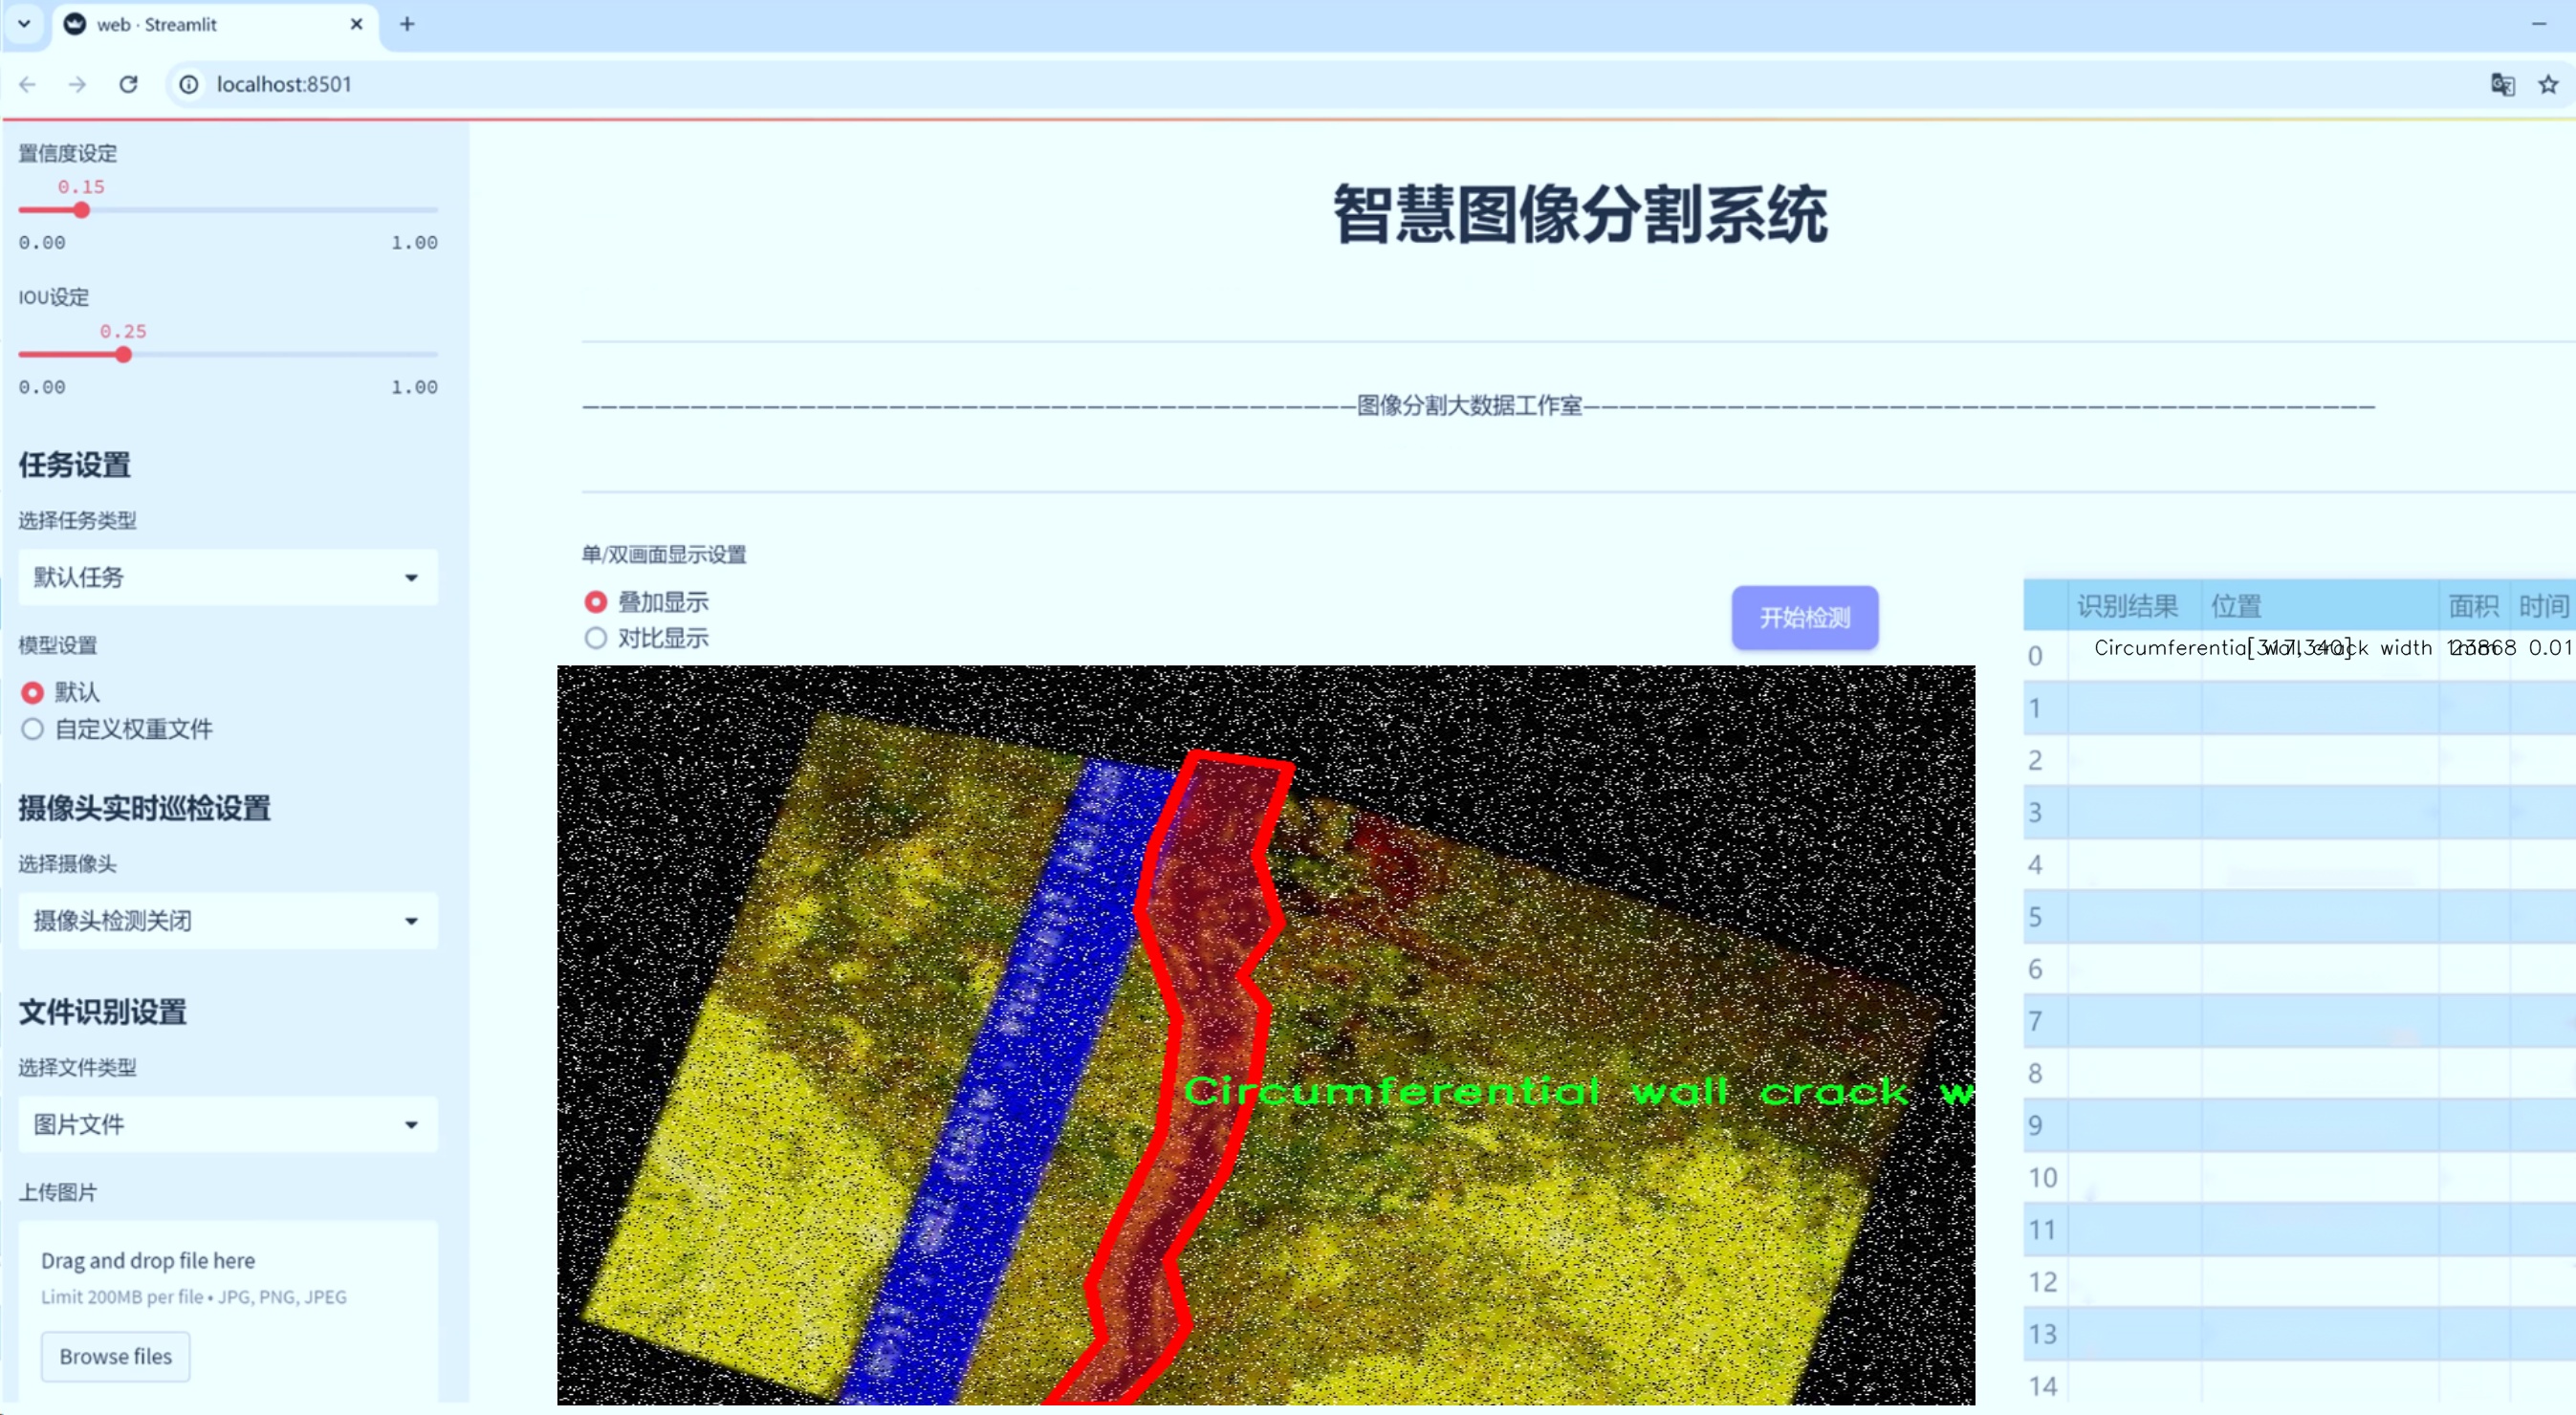 web · Streamlit
localhost:8501
置信度设定
0.15
0.00 1.00
IOU设定
0.25
0.00 1.00
任务设置
选择任务类型
默认任务
模型设置
默认
自定义权重文件
摄像头实时巡检设置
选择摄像头
摄像头检测关闭
文件识别设置
选择文件类型
图片文件
上传图片
Drag and drop file here
Limit 200MB per file • JPG, PNG, JPEG
Browse files
智慧图像分割系统
图像分割大数据工作室
单/双画面显示设置
叠加显示
对比显示
开始检测
Circumferential wall crack w
识别结果 位置 面积 时间
0 Circumferential wall crack width [317,340] 0.01
1
2
3
4
5
6
7
8
9
10
11
12
13
14